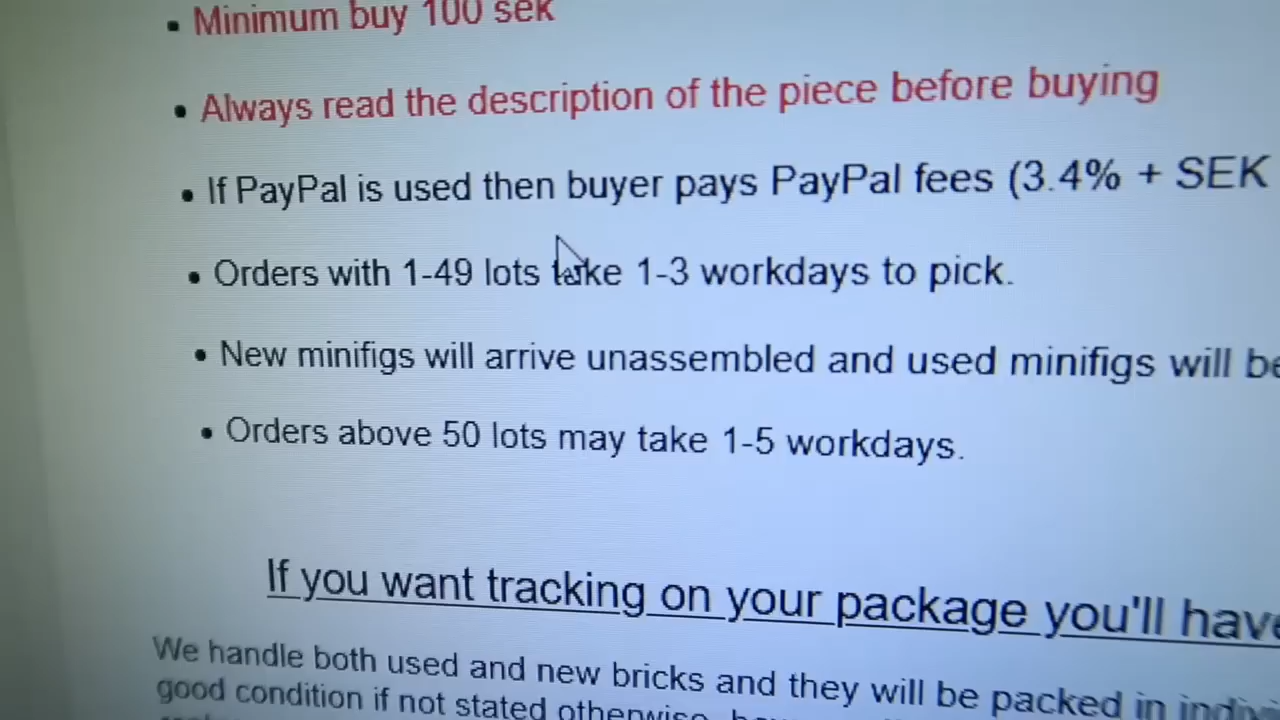 • Minimum buy 100 sek
• Always read the description of the piece before buying
• If PayPal is used then buyer pays PayPal fees (3.4% + SEK
• Orders with 1-49 lots take 1-3 workdays to pick.
• New minifigs will arrive unassembled and used minifigs will be
• Orders above 50 lots may take 1-5 workdays.
If you want tracking on your package you'll have
We handle both used and new bricks and they will be packed in
good condition if not stated otherwise,